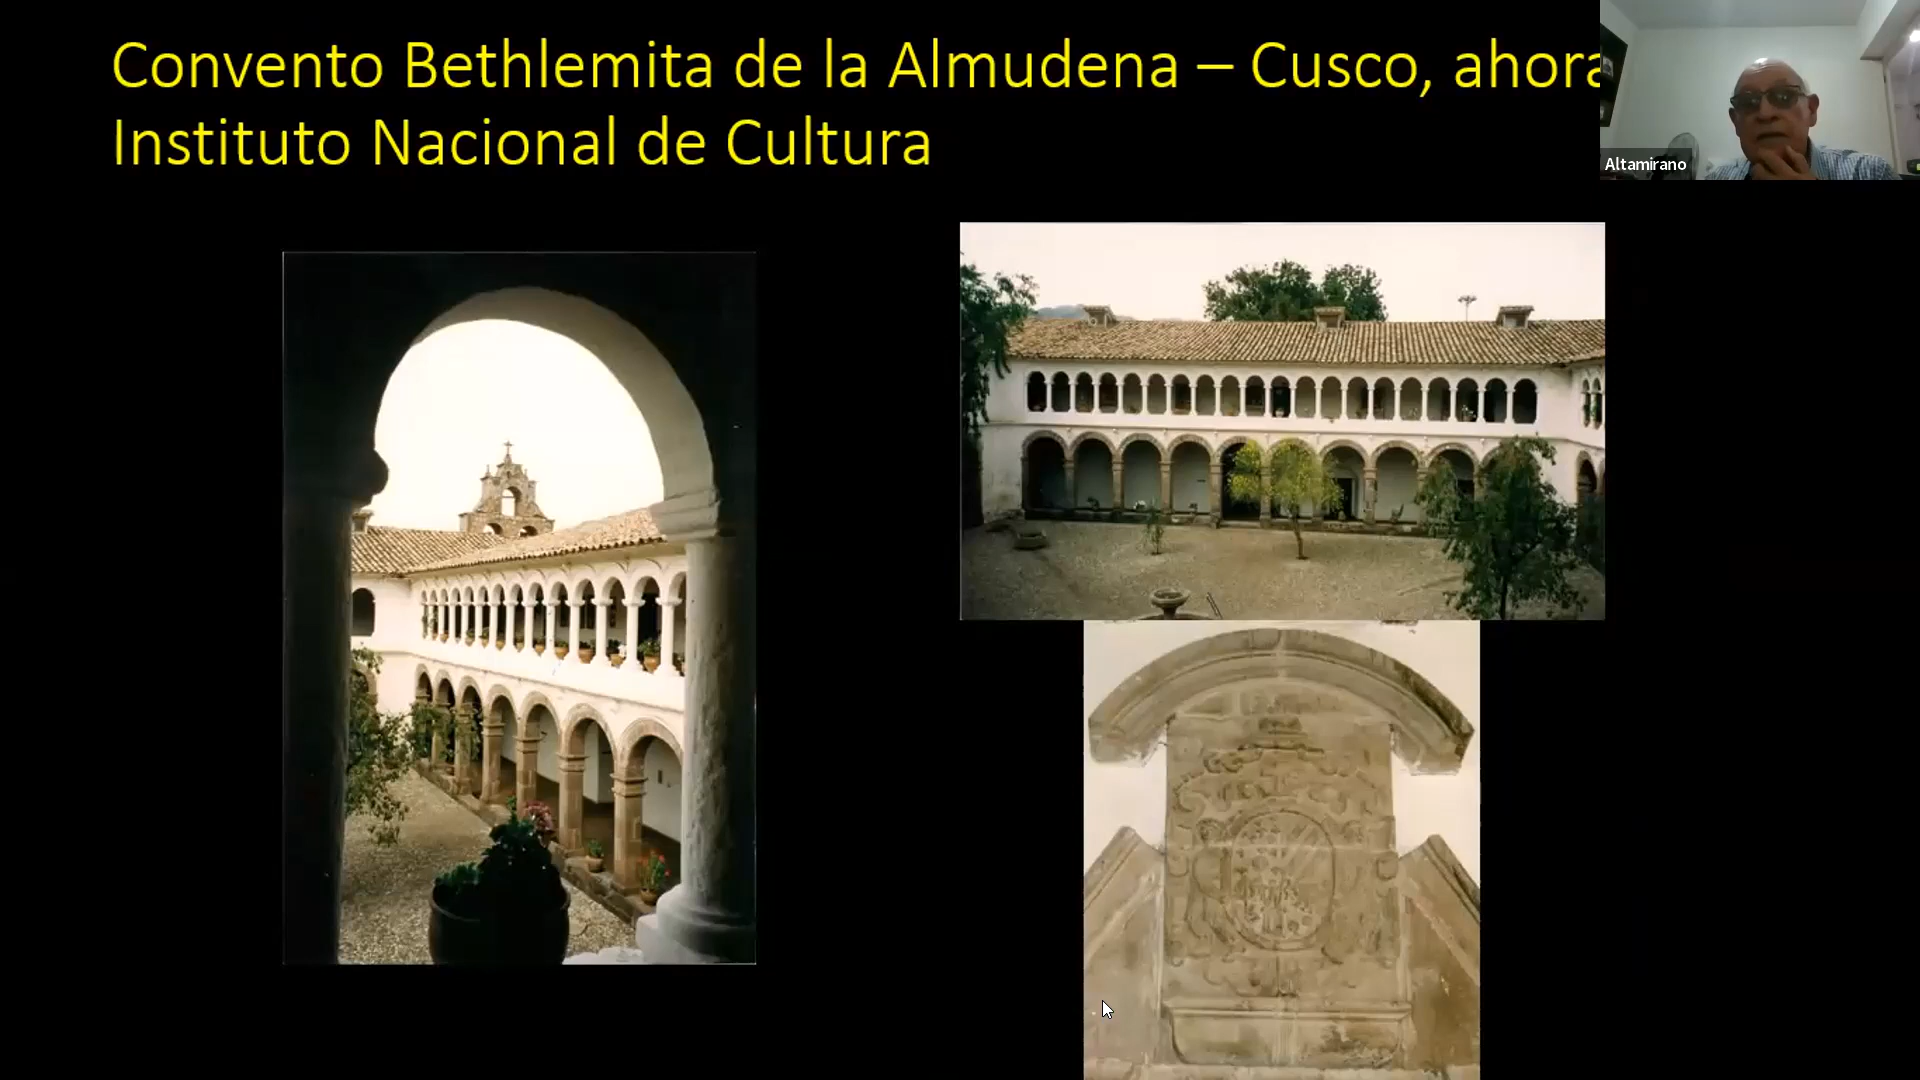 Convento Bethlemita de la Almudena – Cusco, ahora
Instituto Nacional de Cultura
Altamirano